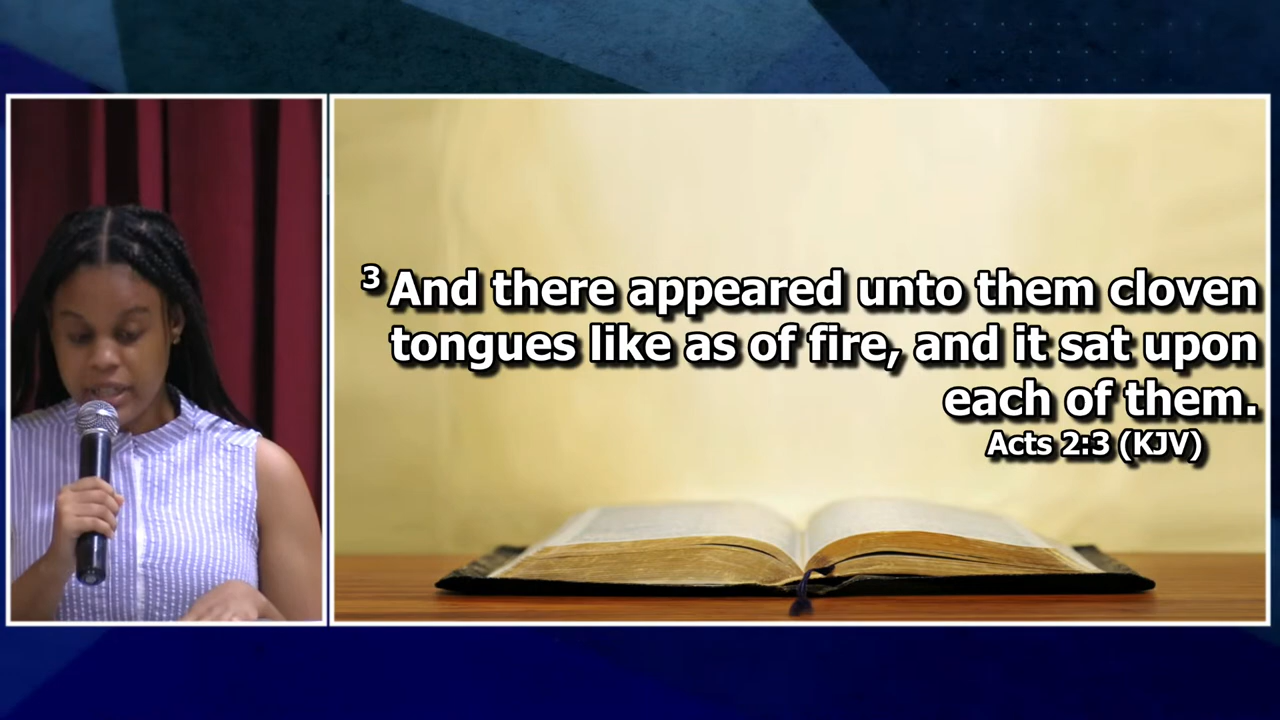 3 And there appeared unto them cloven
tongues like as of fire, and it sat upon
each of them.
Acts 2:3 (KJV)